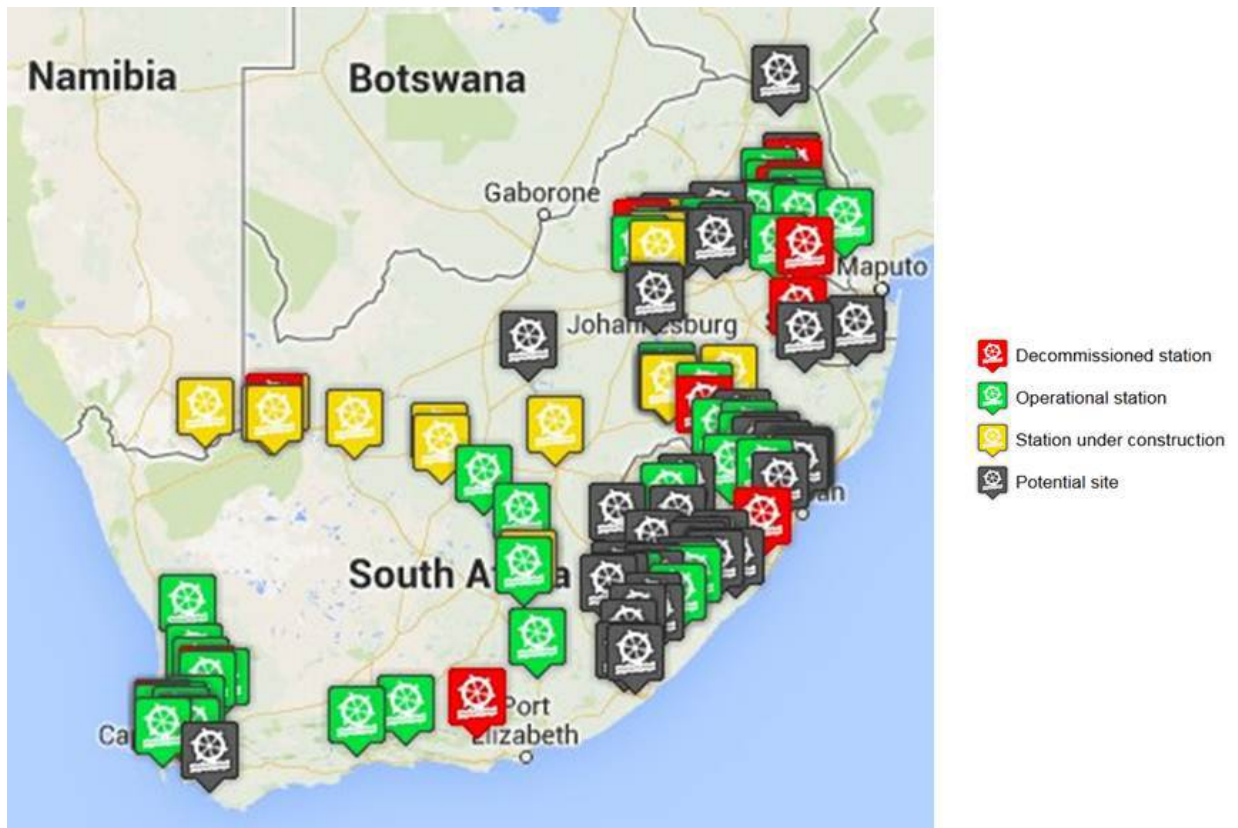 Namibia
Botswana
Gaborone
Maputo
Johannesburg
South A a
an
Ca
Port
Elizabeth
Decommissioned station
Operational station
Station under construction
Potential site